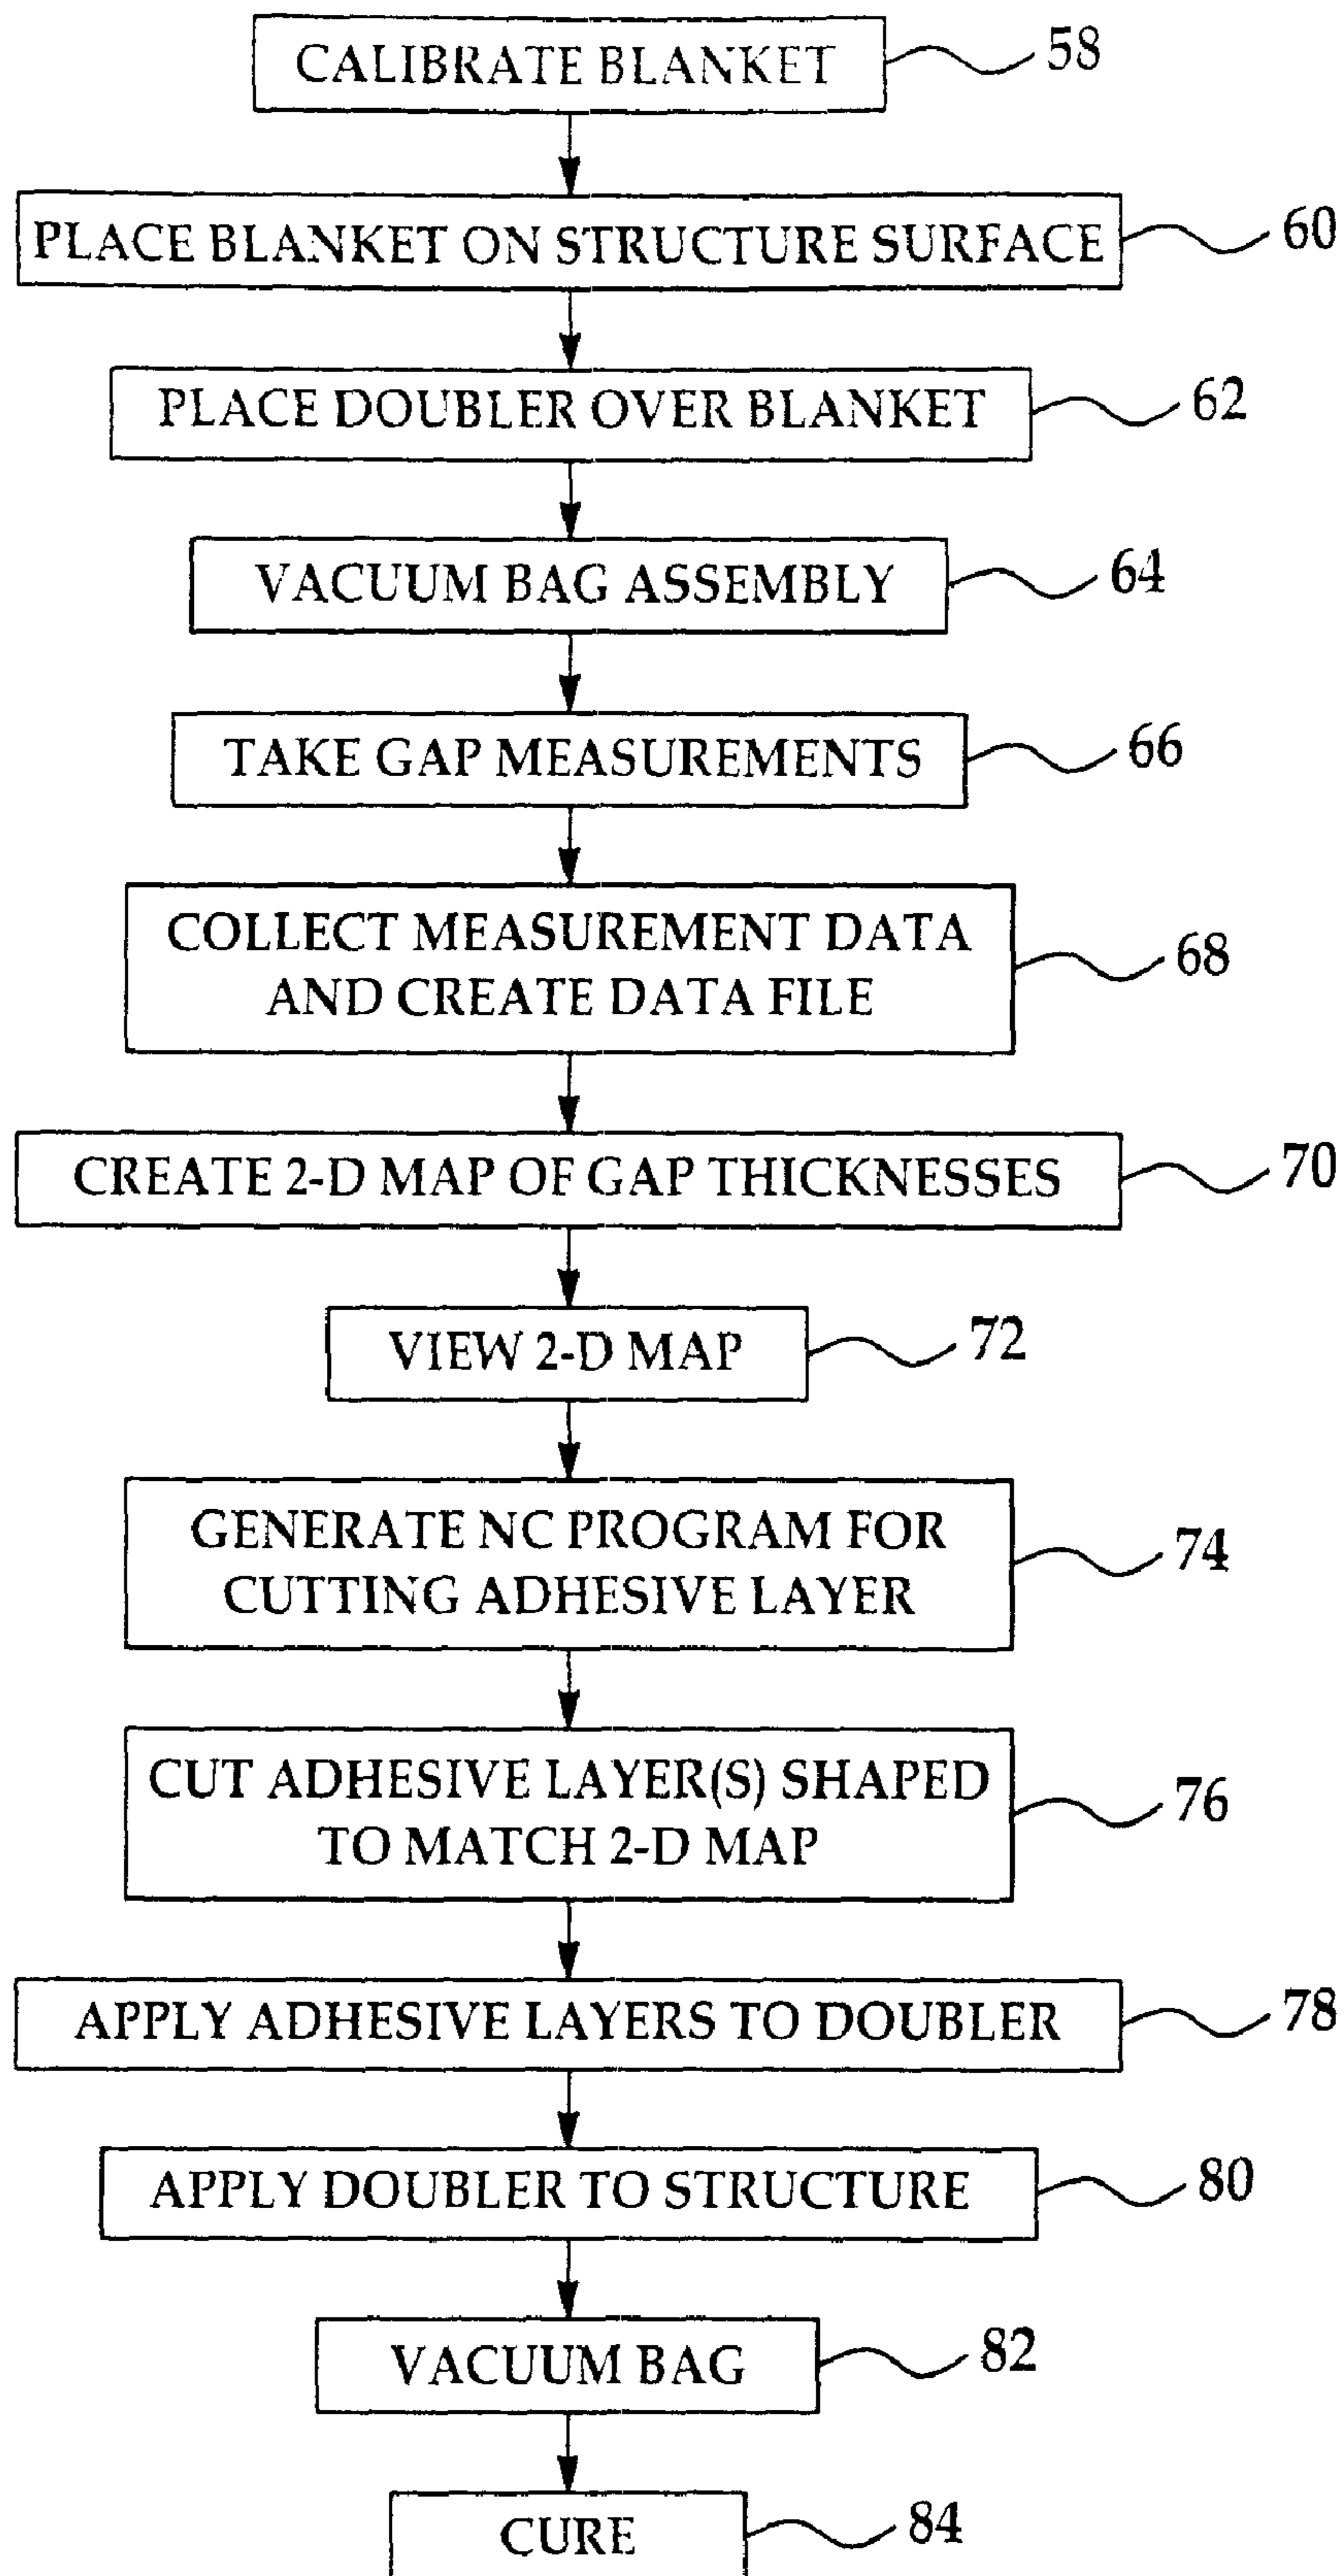 CALIBRATE BLANKET
58
PLACE BLANKET ON STRUCTURE SURFACE
60
PLACE DOUBLER OVER BLANKET
62
VACUUM BAG ASSEMBLY
64
TAKE GAP MEASUREMENTS
66
COLLECT MEASUREMENT DATA
AND CREATE DATA FILE
68
CREATE 2-D MAP OF GAP THICKNESSES
70
VIEW 2-D MAP
72
GENERATE NC PROGRAM FOR
CUTTING ADHESIVE LAYER
74
CUT ADHESIVE LAYER(S) SHAPED
TO MATCH 2-D MAP
76
APPLY ADHESIVE LAYERS TO DOUBLER
78
APPLY DOUBLER TO STRUCTURE
80
VACUUM BAG
82
CURE
84